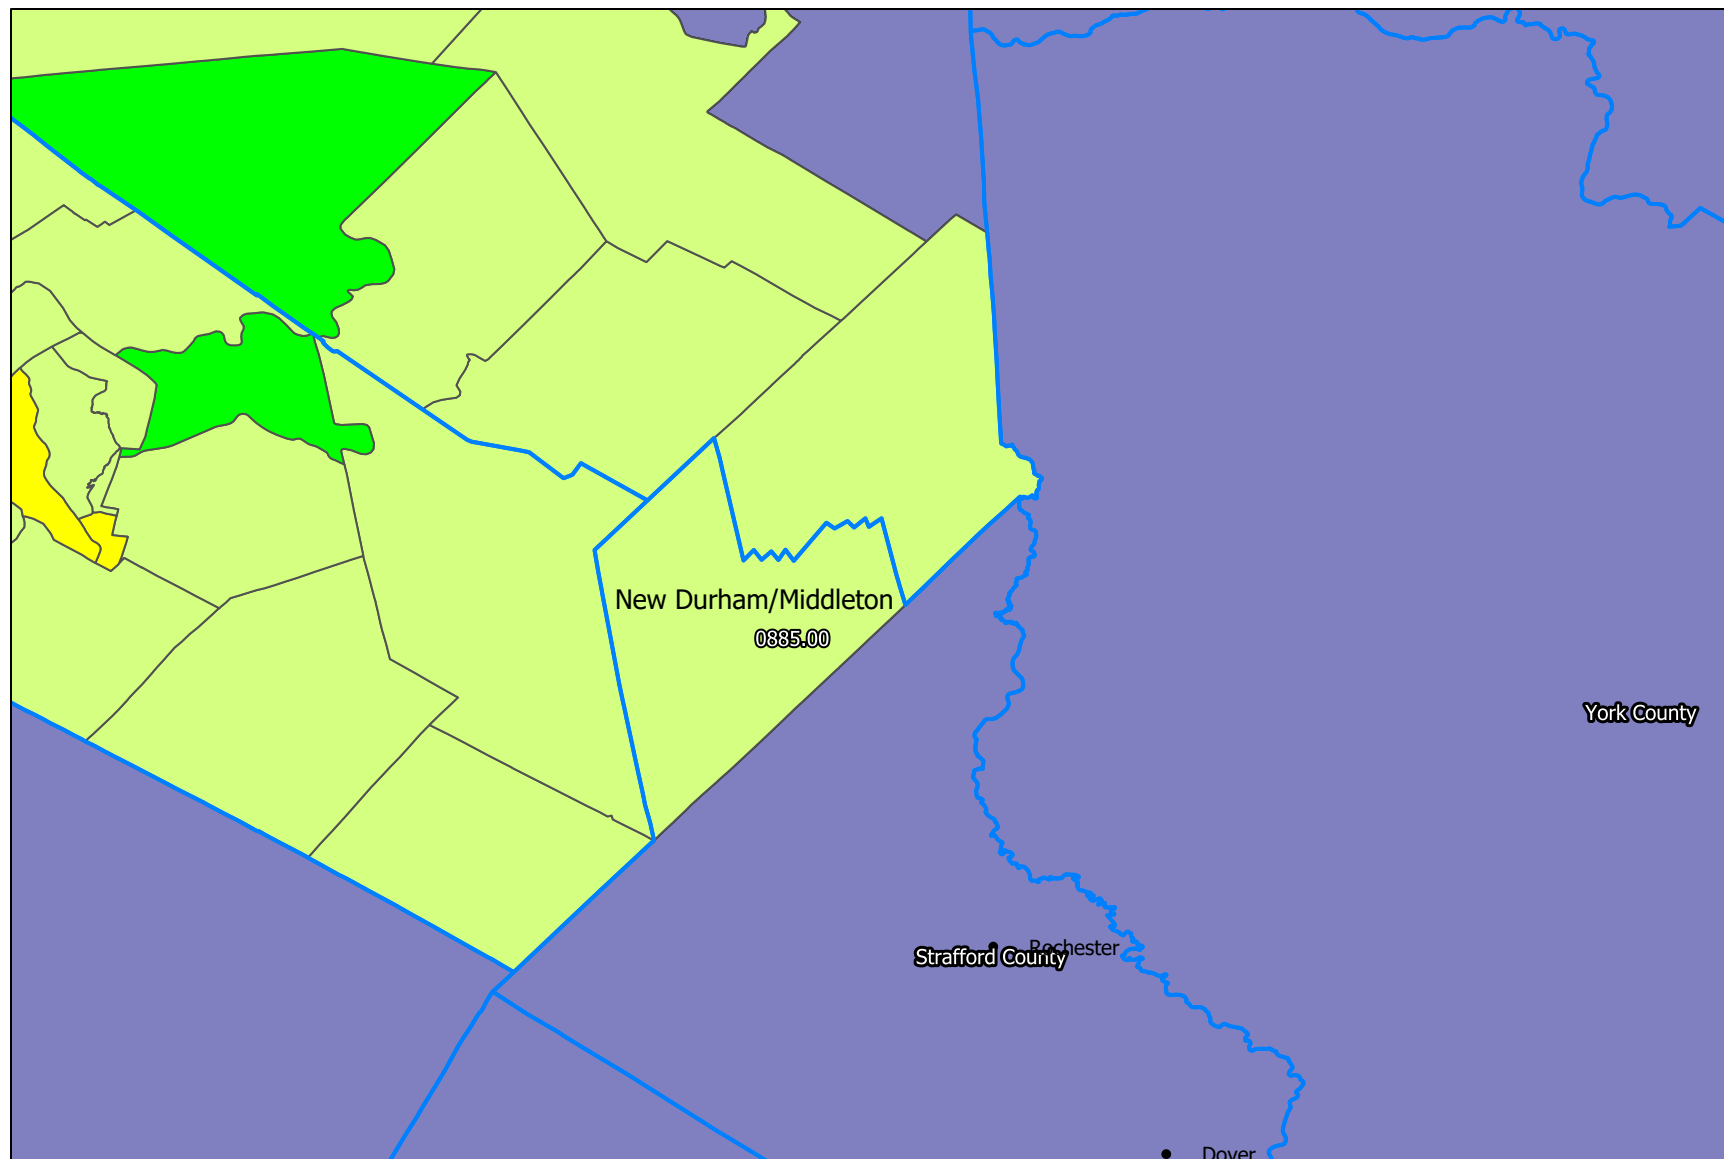 New Durham/Middleton
0885.00
York County
Rochester
Strafford County
Dover